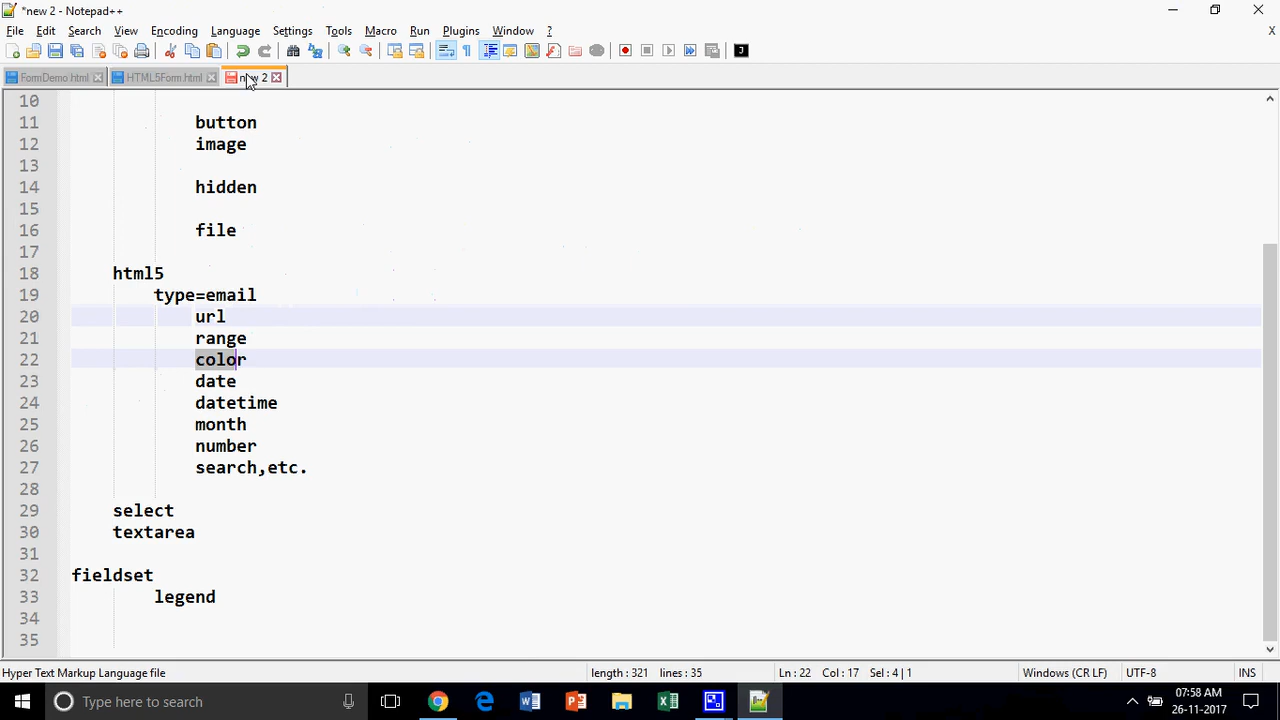 *new 2 - Notepad++
File Edit Search View Encoding Language Settings Tools Macro Run Plugins Window ?
X
FormDemo.html HTML5Form.html new 2
10
11 button
12 image
13
14 hidden
15
16 file
17
18 html5
19 type=email
20 url
21 range
22 color
23 date
24 datetime
25 month
26 number
27 search,etc.
28
29 select
30 textarea
31
32 fieldset
33 legend
34
35
Hyper Text Markup Language file length : 321 lines : 35 Ln : 22 Col : 17 Sel : 4 | 1 Windows (CR LF) UTF-8 INS
Type here to search
07:58 AM
26-11-2017